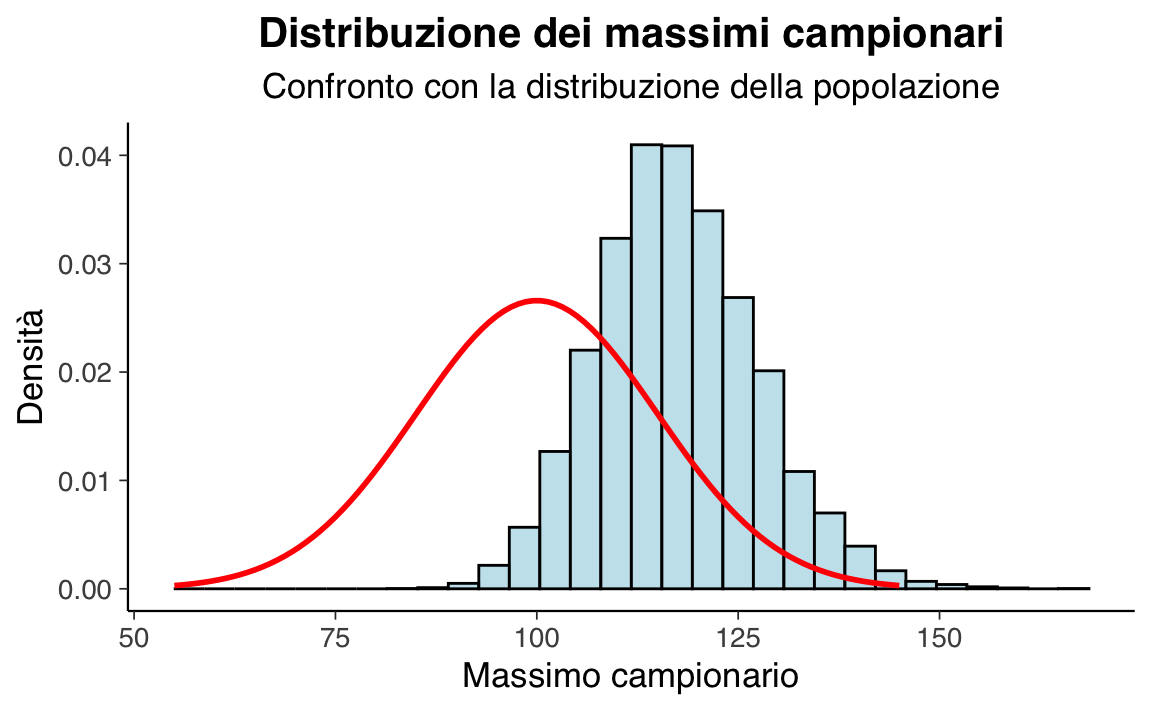 Distribuzione dei massimi campionari
Confronto con la distribuzione della popolazione
Densità
0.04
0.03
0.02
0.01
0.00
50 75 100 125 150
Massimo campionario